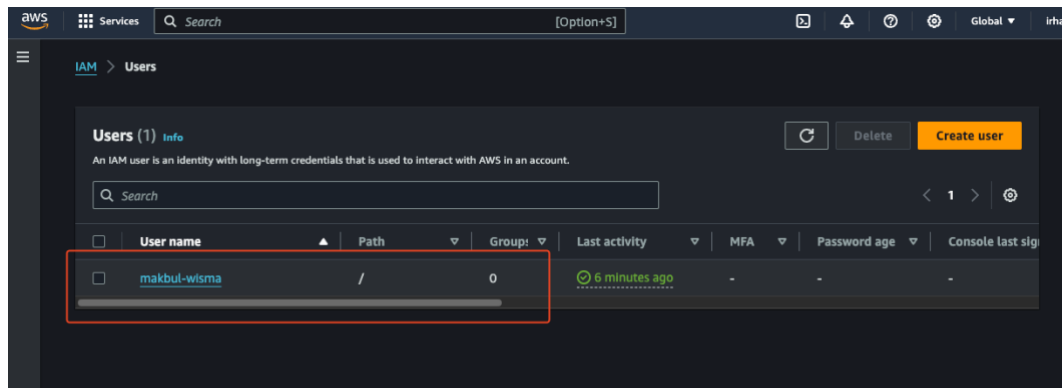 aws Services Search [Option+S] Global irha
IAM > Users
Users (1) Info
Delete Create user
An IAM user is an identity with long-term credentials that is used to interact with AWS in an account.
Search
1
User name Path Groups Last activity MFA Password age Console last sig
makbul-wisma / 0 6 minutes ago - - -